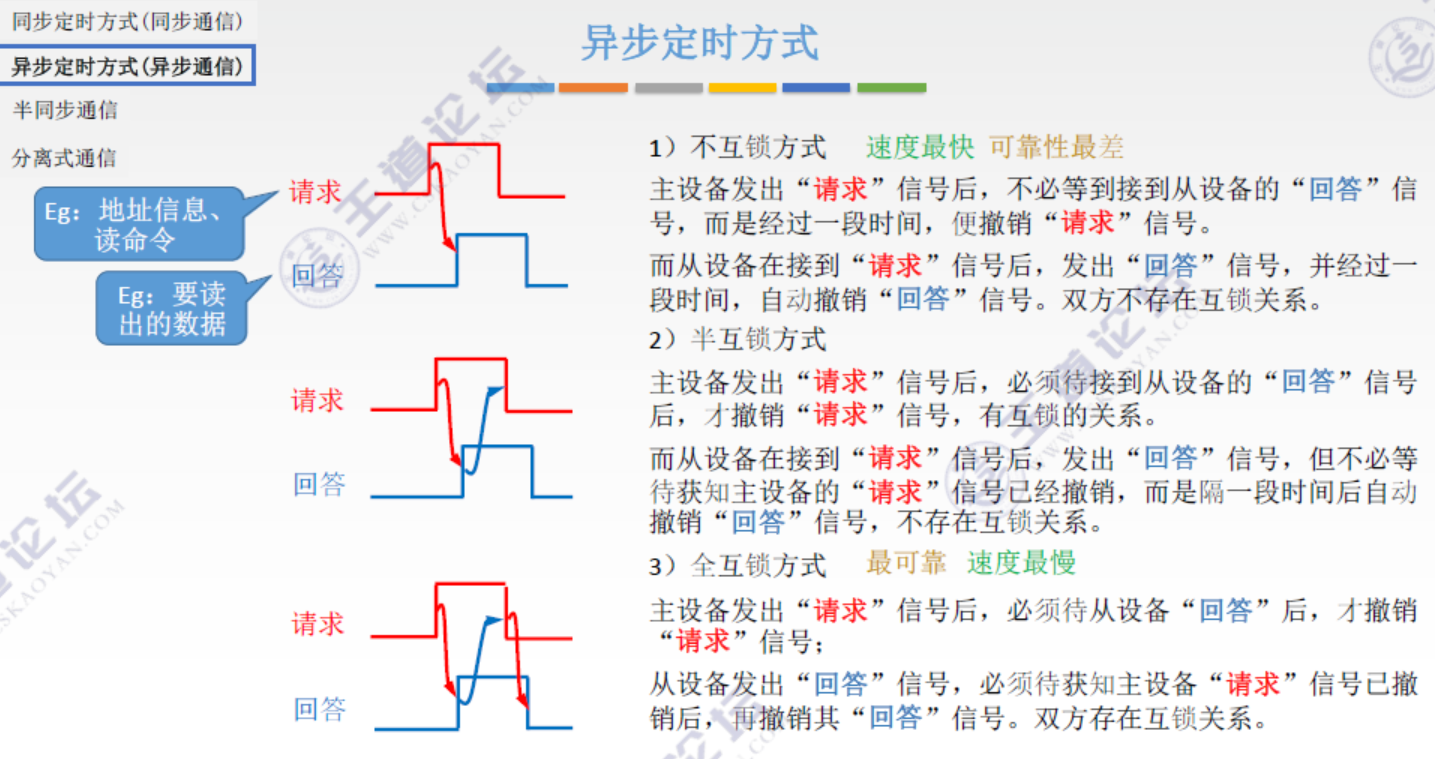 同步定时方式(同步通信)
异步定时方式(异步通信)
半同步通信
分离式通信
异步定时方式
Eg：地址信息、
读命令
Eg：要读
出的数据
请求
回答
1）不互锁方式 速度最快 可靠性最差
主设备发出“请求”信号后，不必等到接到从设备的“回答”信
号，而是经过一段时间，便撤销“请求”信号。
而从设备在接到“请求”信号后，发出“回答”信号，并经过一
段时间，自动撤销“回答”信号。双方不存在互锁关系。
请求
回答
2）半互锁方式
主设备发出“请求”信号后，必须待接到从设备的“回答”信号
后，才撤销“请求”信号，有互锁的关系。
而从设备在接到“请求”信号后，发出“回答”信号，但不必等
待获知主设备的“请求”信号已经撤销，而是隔一段时间后自动
撤销“回答”信号，不存在互锁关系。
请求
回答
3）全互锁方式 最可靠 速度最慢
主设备发出“请求”信号后，必须待从设备“回答”后，才撤销
“请求”信号；
从设备发出“回答”信号，必须待获知主设备“请求”信号已撤
销后，再撤销其“回答”信号。双方存在互锁关系。
王道论坛
WWW.CSKAOYAN.COM